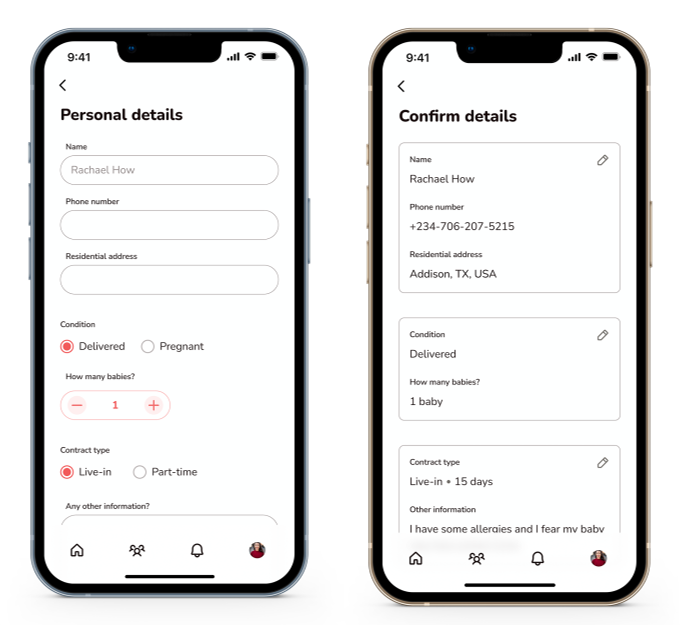 9:41
Personal details
Name
Rachael How
Phone number
Residential address
Condition
Delivered Pregnant
How many babies?
1
Contract type
Live-in Part-time
Any other information?
9:41
Confirm details
Name
Rachael How
Phone number
+234-706-207-5215
Residential address
Addison, TX, USA
Condition
Delivered
How many babies?
1 baby
Contract type
Live-in • 15 days
Other information
I have some allergies and I fear my baby